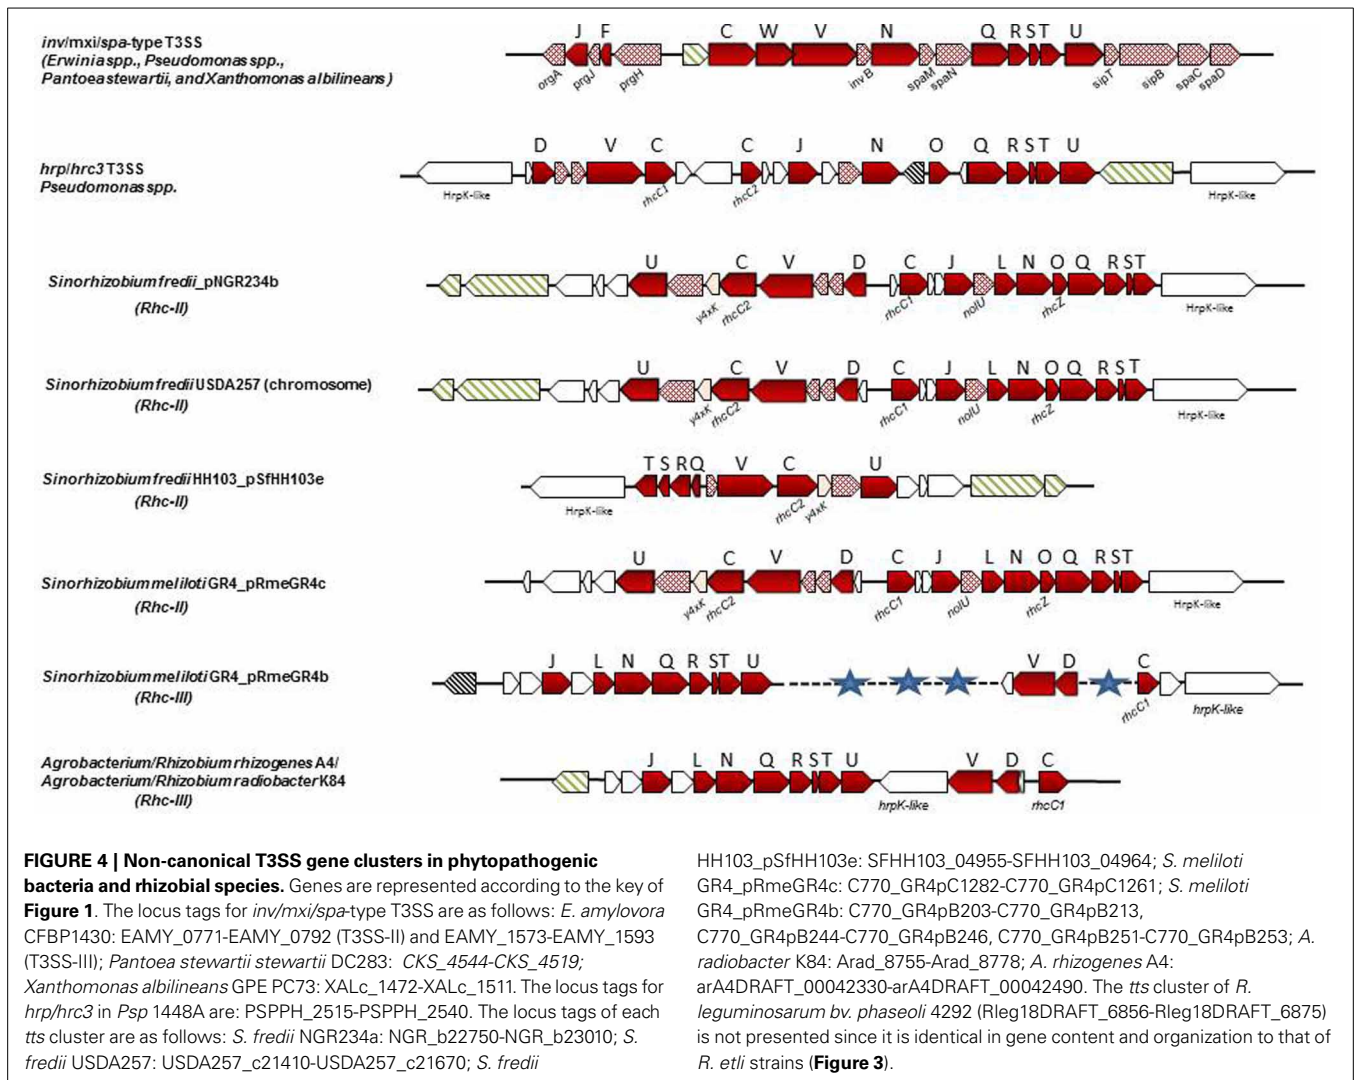 J F C W V N Q R S T U
inv/mxi/spa-type T3SS
(Erwinia spp., Pseudomonas spp.,
Pantoea stewartii, and Xanthomonas albilineans)
orgA prgJ prgH invB spaM spaN sipT sipB spaC spaD
D V C C J N O Q R S T U
hrp/hrc3 T3SS
Pseudomonas spp.
HrpK-like rhcC1 rhcC2 HrpK-like
U C V D C J L N O Q R S T
Sinorhizobium fredii_pNGR234b
(Rhc-II)
y4xK rhcC2 rhcC1 nolU rhcZ HrpK-like
U C V D C J L N O Q R S T
Sinorhizobium fredii USDA257 (chromosome)
(Rhc-II)
y4xK rhcC2 rhcC1 nolU rhcZ HrpK-like
T S R Q V C U
Sinorhizobium fredii HH103_pSfHH103e
(Rhc-II)
HrpK-like rhcC2 y4xK
U C V D C J L N O Q R S T
Sinorhizobium meliloti GR4_pRmeGR4c
(Rhc-II)
y4xK rhcC2 rhcC1 nolU rhcZ HrpK-like
J L N Q R S T U V D C
Sinorhizobium meliloti GR4_pRmeGR4b
(Rhc-III)
rhcC1 hrpK-like
J L N Q R S T U V D C
Agrobacterium/Rhizobium rhizogenes A4/
Agrobacterium/Rhizobium radiobacter K84
(Rhc-III)
hrpK-like rhcC1
FIGURE 4 | Non-canonical T3SS gene clusters in phytopathogenic
bacteria and rhizobial species. Genes are represented according to the key of
Figure 1. The locus tags for inv/mxi/spa-type T3SS are as follows: E. amylovora
CFBP1430: EAMY_0771-EAMY_0792 (T3SS-II) and EAMY_1573-EAMY_1593
(T3SS-III); Pantoea stewartii stewartii DC283: CKS_4544-CKS_4519;
Xanthomonas albilineans GPE PC73: XALc_1472-XALc_1511. The locus tags for
hrp/hrc3 in Psp 1448A are: PSPPH_2515-PSPPH_2540. The locus tags of each
tts cluster are as follows: S. fredii NGR234a: NGR_b22750-NGR_b23010; S.
fredii USDA257: USDA257_c21410-USDA257_c21670; S. fredii
HH103_pSfHH103e: SFHH103_04955-SFHH103_04964; S. meliloti
GR4_pRmeGR4c: C770_GR4pC1282-C770_GR4pC1261; S. meliloti
GR4_pRmeGR4b: C770_GR4pB203-C770_GR4pB213,
C770_GR4pB244-C770_GR4pB246, C770_GR4pB251-C770_GR4pB253; A.
radiobacter K84: Arad_8755-Arad_8778; A. rhizogenes A4:
arA4DRAFT_00042330-arA4DRAFT_00042490. The tts cluster of R.
leguminosarum bv. phaseoli 4292 (Rleg18DRAFT_6856-Rleg18DRAFT_6875)
is not presented since it is identical in gene content and organization to that of
R. etli strains (Figure 3).